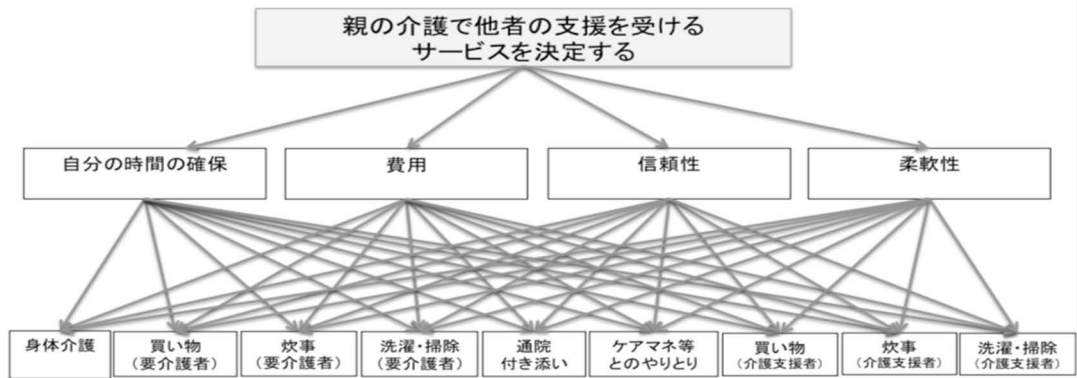 親の介護で他者の支援を受ける
サービスを決定する
自分の時間の確保
費用
信頼性
柔軟性
身体介護
買い物
(要介護者)
炊事
(要介護者)
洗濯・掃除
(要介護者)
通院
付き添い
ケアマネ等
とのやりとり
買い物
(介護支援者)
炊事
(介護支援者)
洗濯・掃除
(介護支援者)